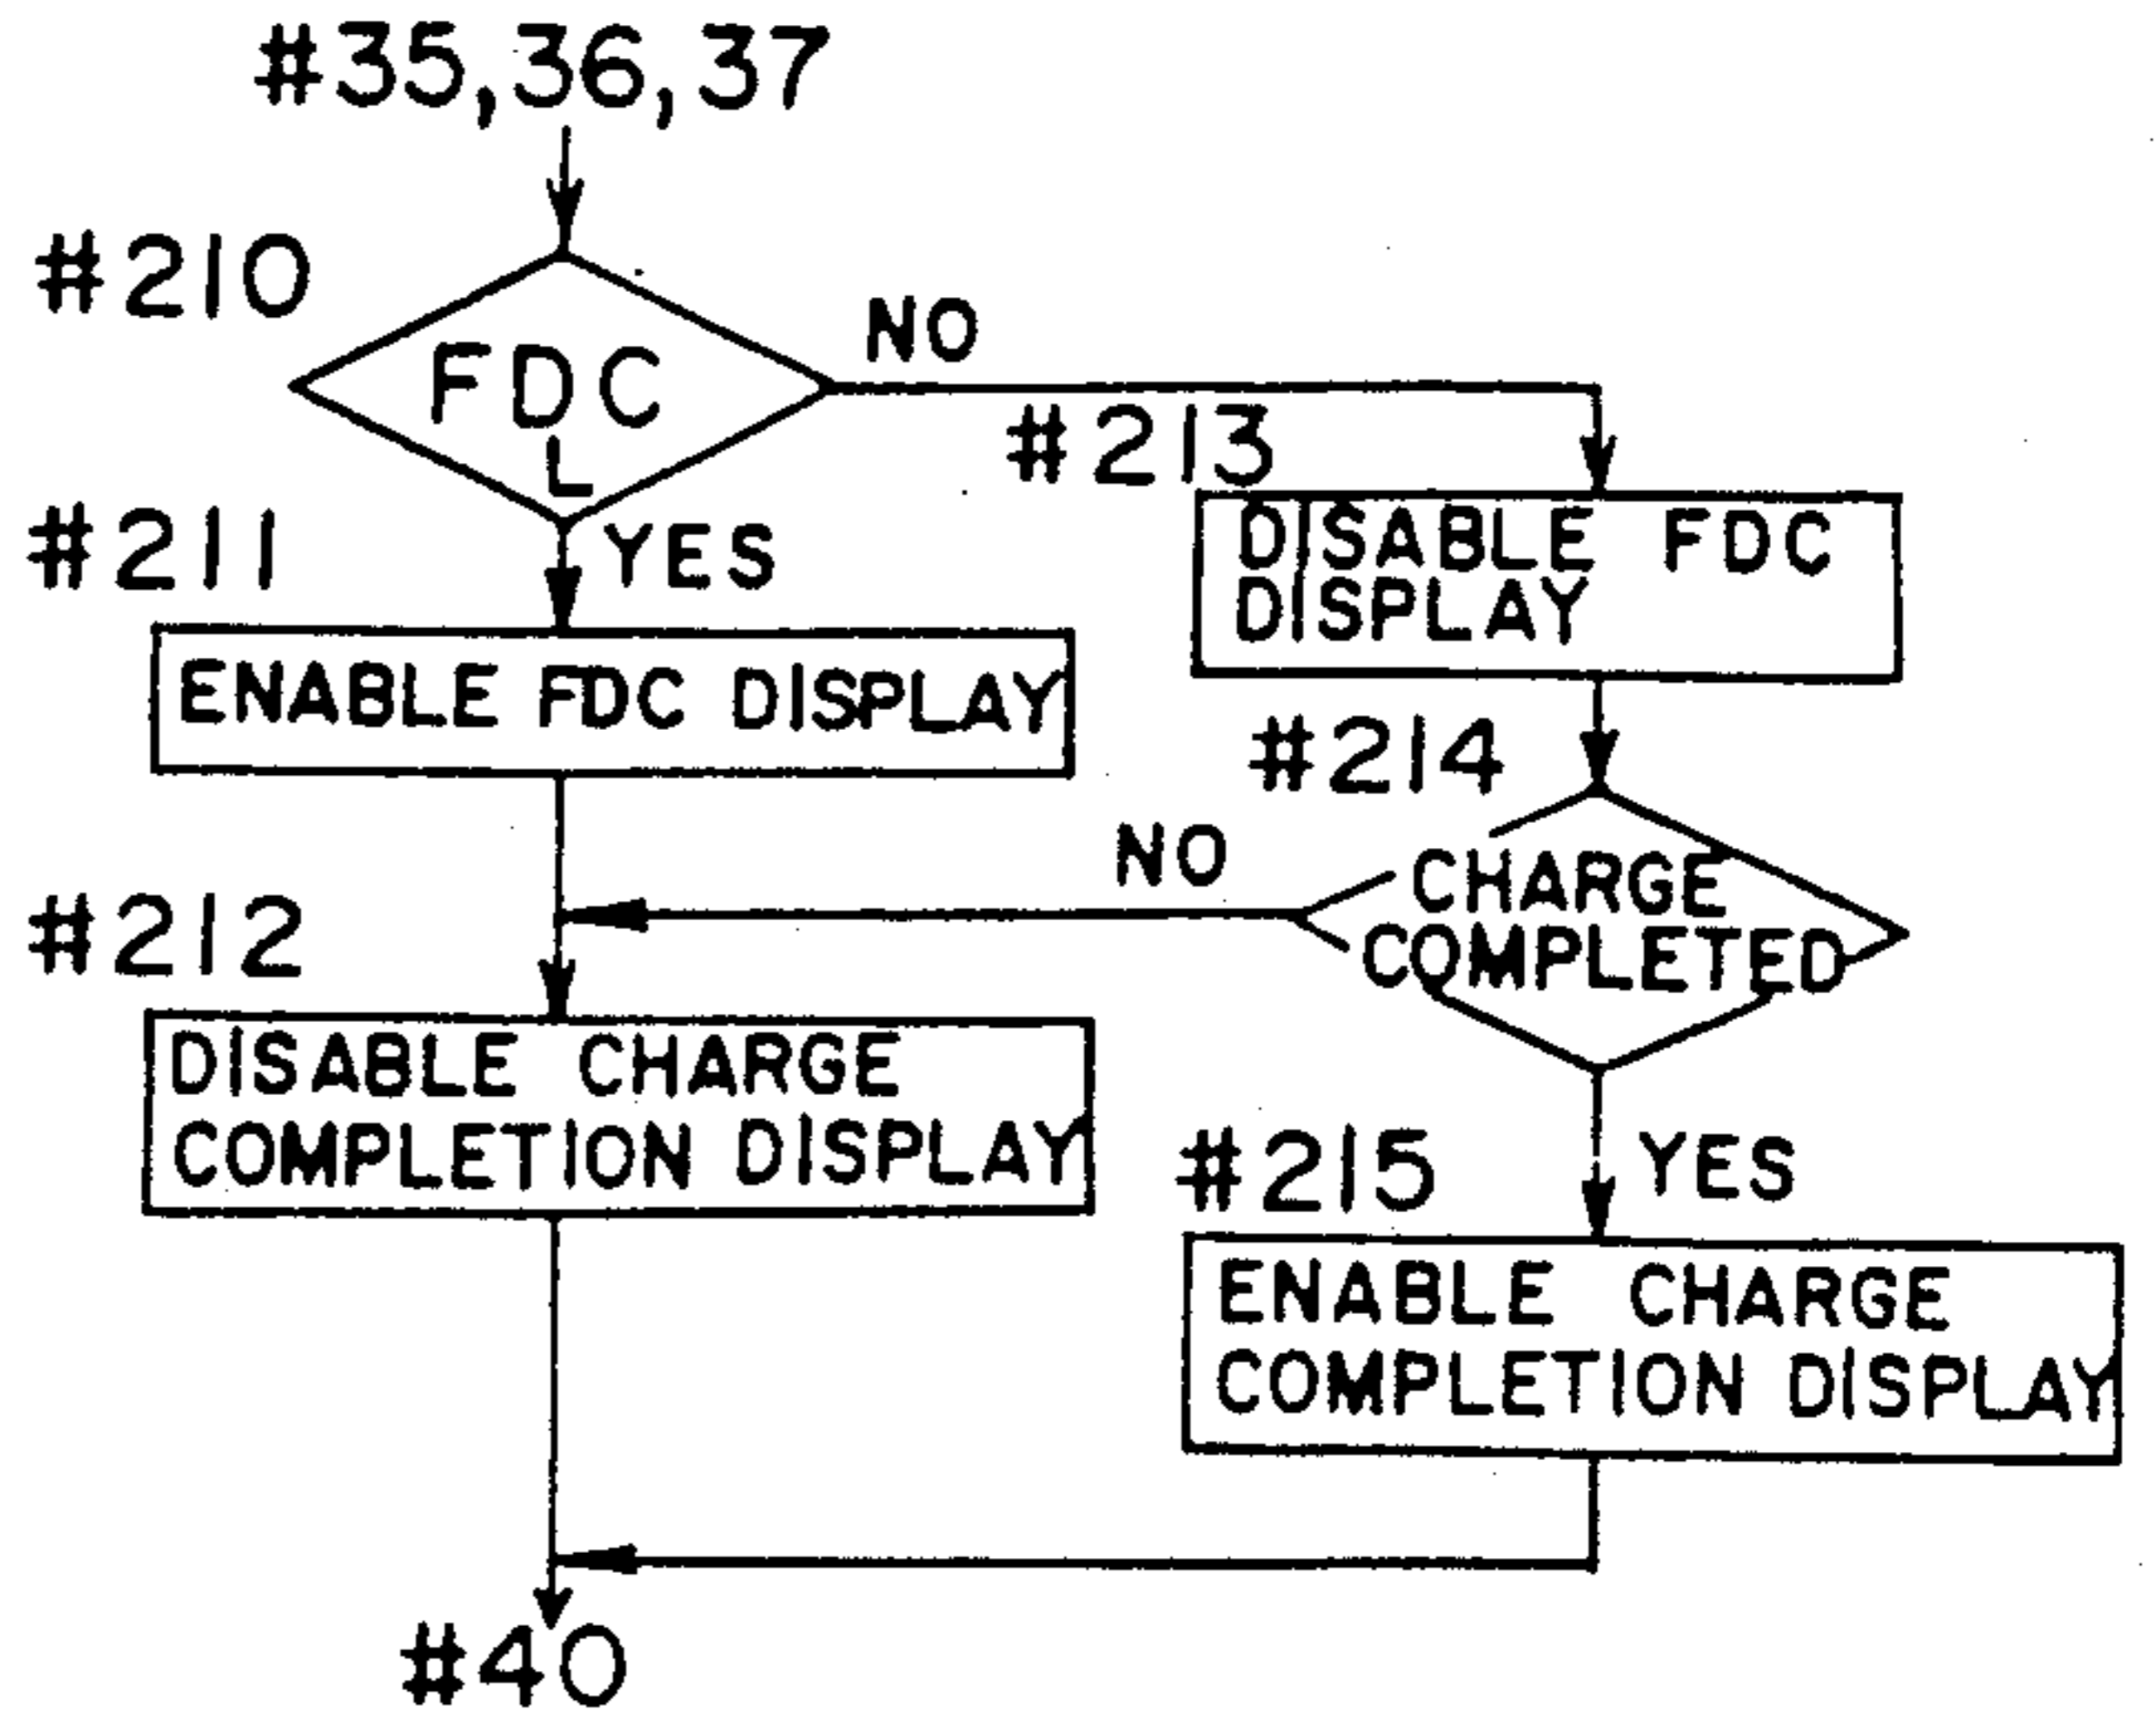 #35,36,37
#210
FDC
L
NO
#213
#211
YES
DISABLE FDC
DISPLAY
ENABLE FDC DISPLAY
#214
NO
CHARGE
COMPLETED
#212
DISABLE CHARGE
COMPLETION DISPLAY
#215
YES
ENABLE CHARGE
COMPLETION DISPLAY
#40